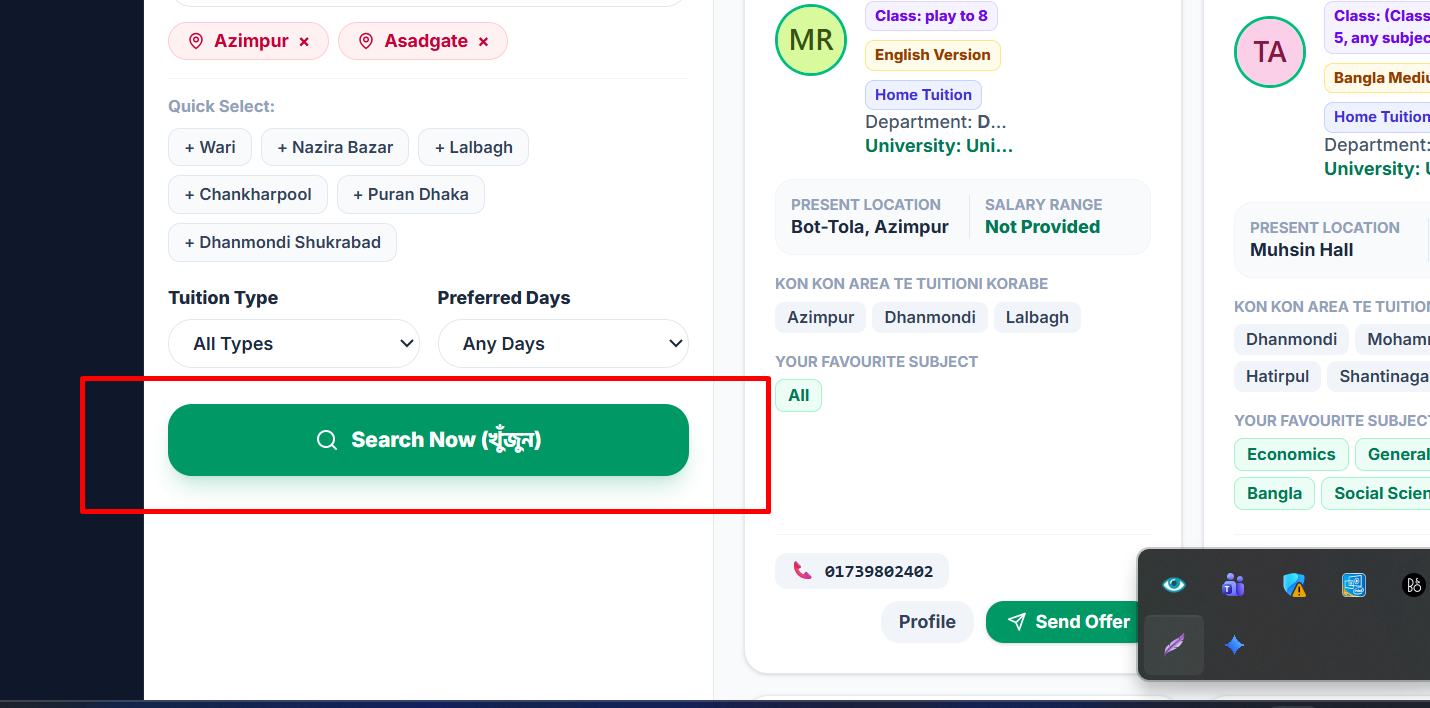 Azimpur ×
Asadgate ×
Quick Select:
+ Wari
+ Nazira Bazar
+ Lalbagh
+ Chankharpool
+ Puran Dhaka
+ Dhanmondi Shukrabad
Tuition Type
Preferred Days
All Types
Any Days
Search Now (খুঁজুন)
MR
Class: play to 8
English Version
Home Tuition
Department: D...
University: Uni...
PRESENT LOCATION
Bot-Tola, Azimpur
SALARY RANGE
Not Provided
KON KON AREA TE TUITIONI KORABE
Azimpur
Dhanmondi
Lalbagh
YOUR FAVOURITE SUBJECT
All
01739802402
Profile
Send Offer
TA
Class: (Class
5, any subjec
Bangla Mediu
Home Tuition
Department:
University: U
PRESENT LOCATION
Muhsin Hall
KON KON AREA TE TUITION
Dhanmondi
Moham
Hatirpul
Shantinaga
YOUR FAVOURITE SUBJECT
Economics
General
Bangla
Social Scien